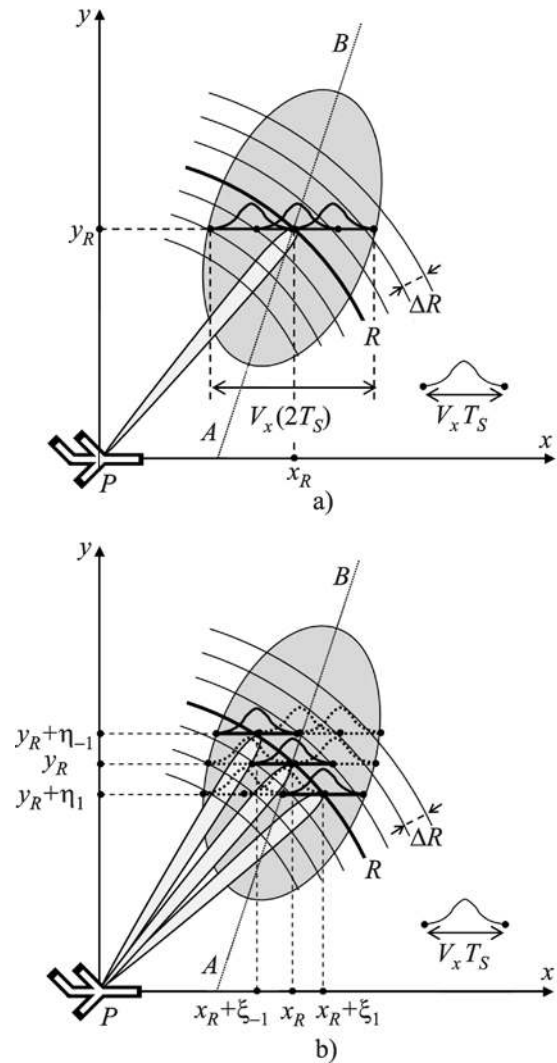 y
B
y_R
ΔR
R
V_x(2T_S)
V_xT_S
A
P
x_R
x
a)
y
B
y_R+η_{-1}
y_R
y_R+η_1
ΔR
R
V_xT_S
A
P
x_R+ξ_{-1} x_R x_R+ξ_1
x
b)